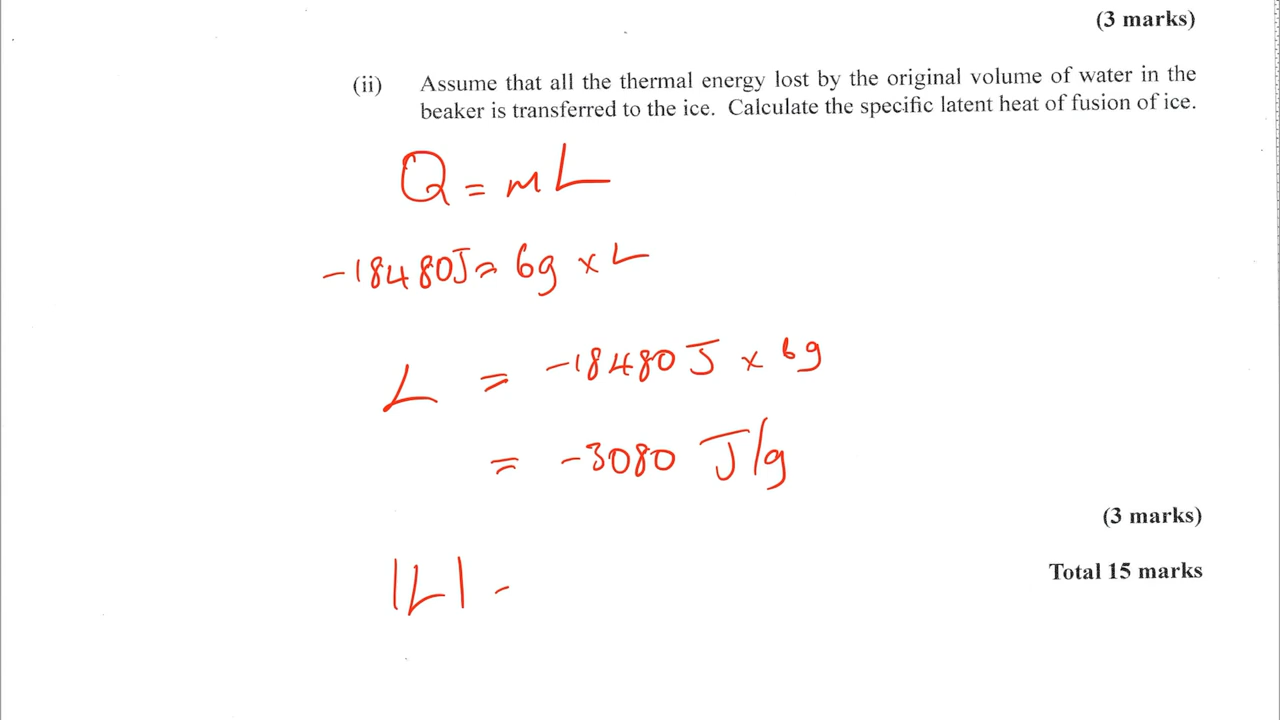 (3 marks)
(ii) Assume that all the thermal energy lost by the original volume of water in the
beaker is transferred to the ice. Calculate the specific latent heat of fusion of ice.
Q = mL
-18480J = 6g × L
L = -18480 J × 6g
= -3080 J/g
(3 marks)
Total 15 marks
|L| -